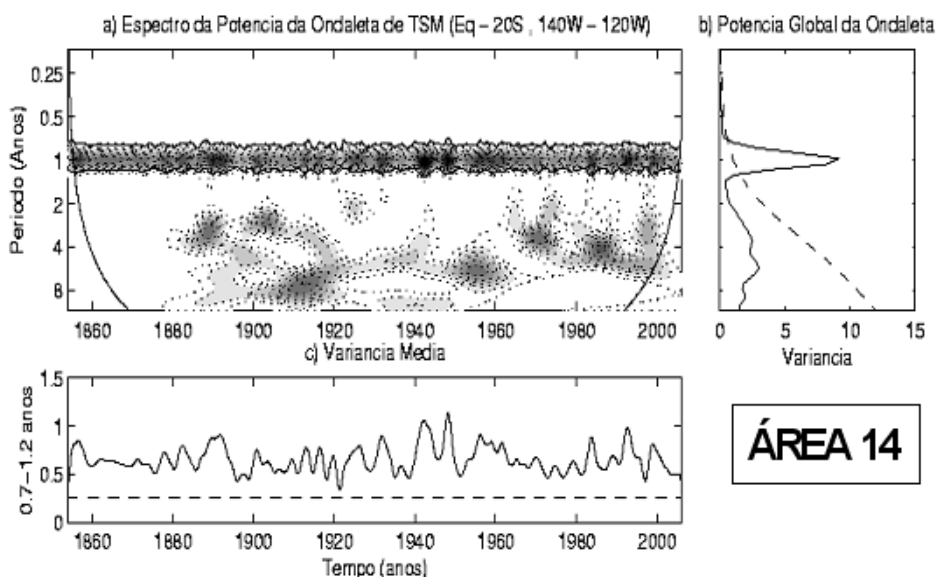 a) Espectro da Potencia da Ondaleta de TSM (Eq – 20S , 140W – 120W)
b) Potencia Global da Ondaleta
Periodo (Anos)
0.25
0.5
1
2
4
8
1860 1880 1900 1920 1940 1960 1980 2000
0 5 10 15
Variancia
c) Variancia Media
0.7–1.2 anos
1.5
1
0.5
0
1860 1880 1900 1920 1940 1960 1980 2000
Tempo (anos)
ÁREA 14